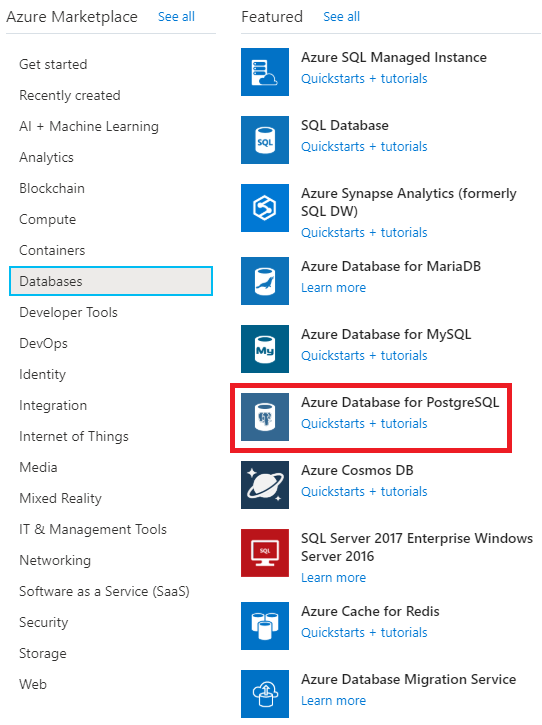 Azure Marketplace See all
Get started
Recently created
AI + Machine Learning
Analytics
Blockchain
Compute
Containers
Databases
Developer Tools
DevOps
Identity
Integration
Internet of Things
Media
Mixed Reality
IT & Management Tools
Networking
Software as a Service (SaaS)
Security
Storage
Web
Featured See all
Azure SQL Managed Instance
Quickstarts + tutorials
SQL
SQL Database
Quickstarts + tutorials
Azure Synapse Analytics (formerly
SQL DW)
Quickstarts + tutorials
Azure Database for MariaDB
Learn more
My
Azure Database for MySQL
Quickstarts + tutorials
Azure Database for PostgreSQL
Quickstarts + tutorials
Azure Cosmos DB
Quickstarts + tutorials
SQL
SQL Server 2017 Enterprise Windows
Server 2016
Learn more
Azure Cache for Redis
Quickstarts + tutorials
Azure Database Migration Service
Learn more